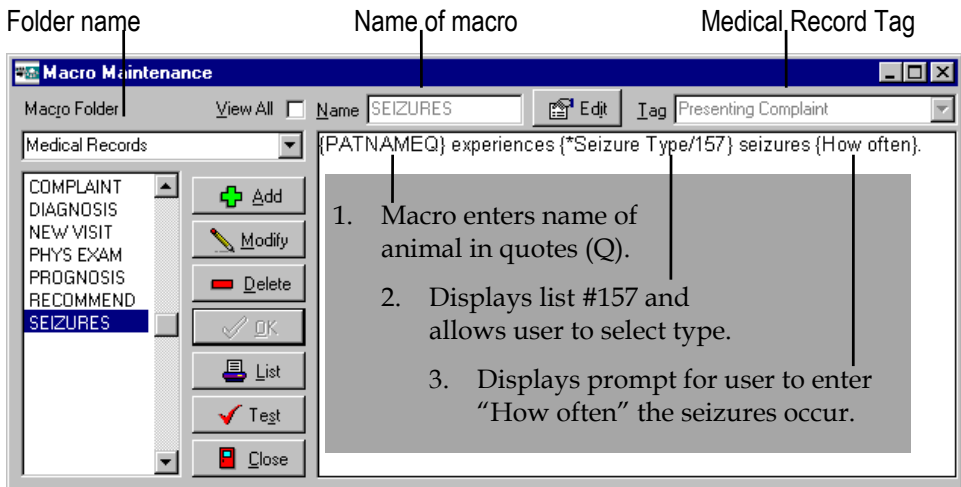 Folder name Name of macro Medical Record Tag
Macro Maintenance
Macro Folder View All Name SEIZURES Edit Tag Presenting Complaint
Medical Records
{PATNAMEQ} experiences {*Seizure Type/157} seizures {How often}.
COMPLAINT
DIAGNOSIS
NEW VISIT
PHYS EXAM
PROGNOSIS
RECOMMEND
SEIZURES
Add
Modify
Delete
OK
List
Test
Close
1. Macro enters name of
animal in quotes (Q).
2. Displays list #157 and
allows user to select type.
3. Displays prompt for user to enter
“How often” the seizures occur.